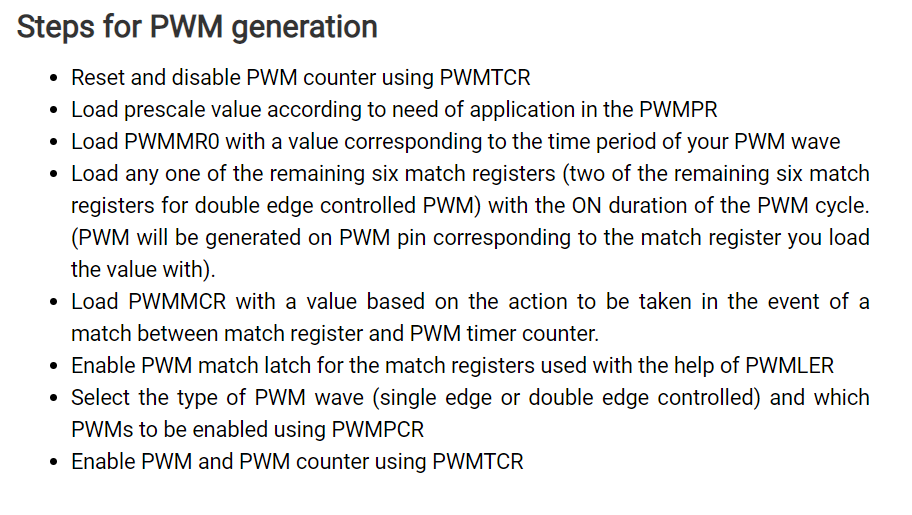 Steps for PWM generation
• Reset and disable PWM counter using PWMTCR
• Load prescale value according to need of application in the PWMPR
• Load PWMMR0 with a value corresponding to the time period of your PWM wave
• Load any one of the remaining six match registers (two of the remaining six match
registers for double edge controlled PWM) with the ON duration of the PWM cycle.
(PWM will be generated on PWM pin corresponding to the match register you load
the value with).
• Load PWMMCR with a value based on the action to be taken in the event of a
match between match register and PWM timer counter.
• Enable PWM match latch for the match registers used with the help of PWMLER
• Select the type of PWM wave (single edge or double edge controlled) and which
PWMs to be enabled using PWMPCR
• Enable PWM and PWM counter using PWMTCR